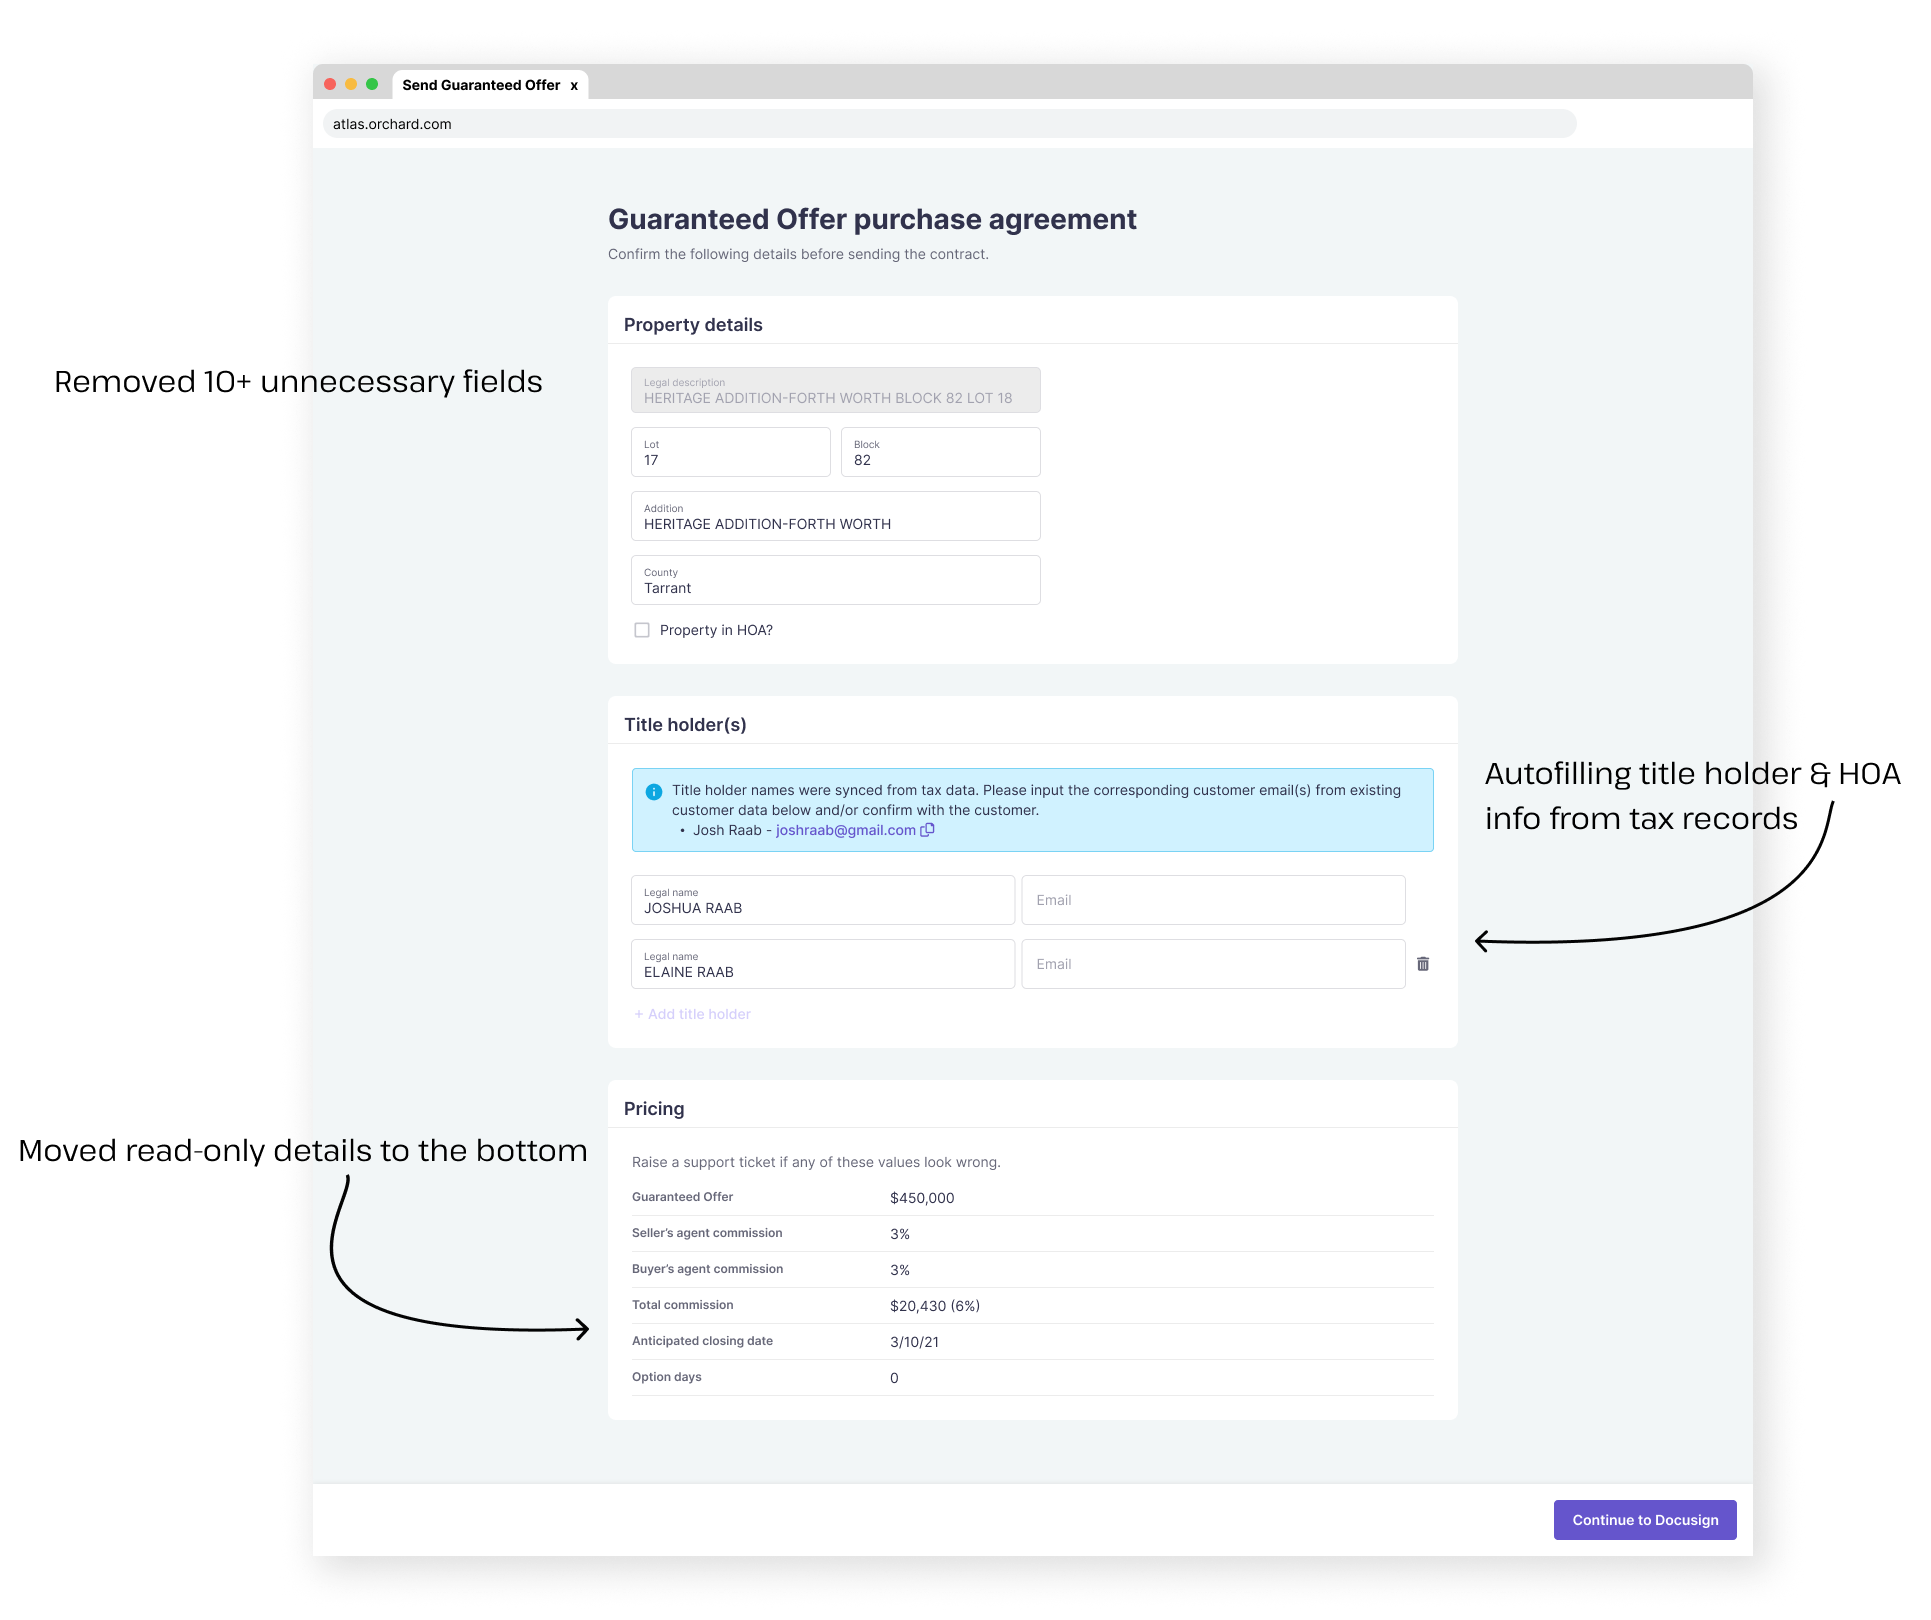 Send Guaranteed Offer x
atlas.orchard.com
Guaranteed Offer purchase agreement
Confirm the following details before sending the contract.
Property details
Removed 10+ unnecessary fields
Legal description
HERITAGE ADDITION-FORTH WORTH BLOCK 82 LOT 18
Lot
17
Block
82
Addition
HERITAGE ADDITION-FORTH WORTH
County
Tarrant
Property in HOA?
Title holder(s)
Autofilling title holder & HOA
info from tax records
Title holder names were synced from tax data. Please input the corresponding customer email(s) from existing
customer data below and/or confirm with the customer.
• Josh Raab - joshraab@gmail.com
Legal name
JOSHUA RAAB
Email
Legal name
ELAINE RAAB
Email
+ Add title holder
Pricing
Moved read-only details to the bottom
Raise a support ticket if any of these values look wrong.
Guaranteed Offer $450,000
Seller's agent commission 3%
Buyer's agent commission 3%
Total commission $20,430 (6%)
Anticipated closing date 3/10/21
Option days 0
Continue to Docusign